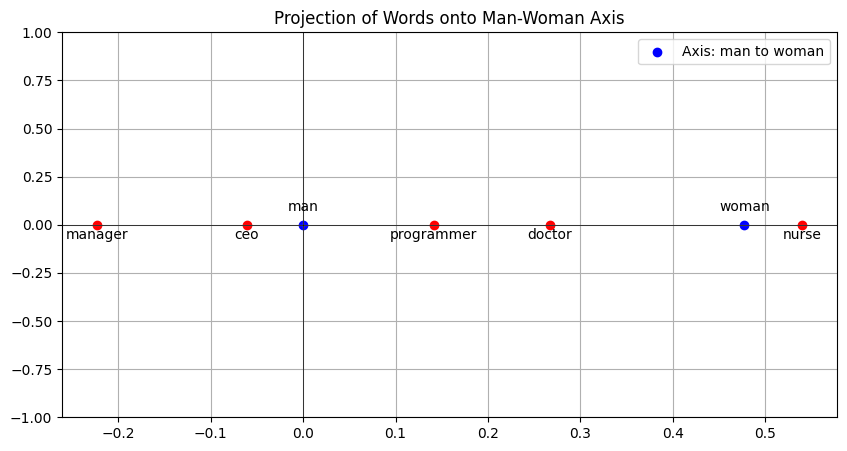 Projection of Words onto Man-Woman Axis
1.00
Axis: man to woman
0.75
0.50
0.25
man
woman
0.00
manager
ceo
programmer
doctor
nurse
−0.25
−0.50
−0.75
−1.00
−0.2
−0.1
0.0
0.1
0.2
0.3
0.4
0.5